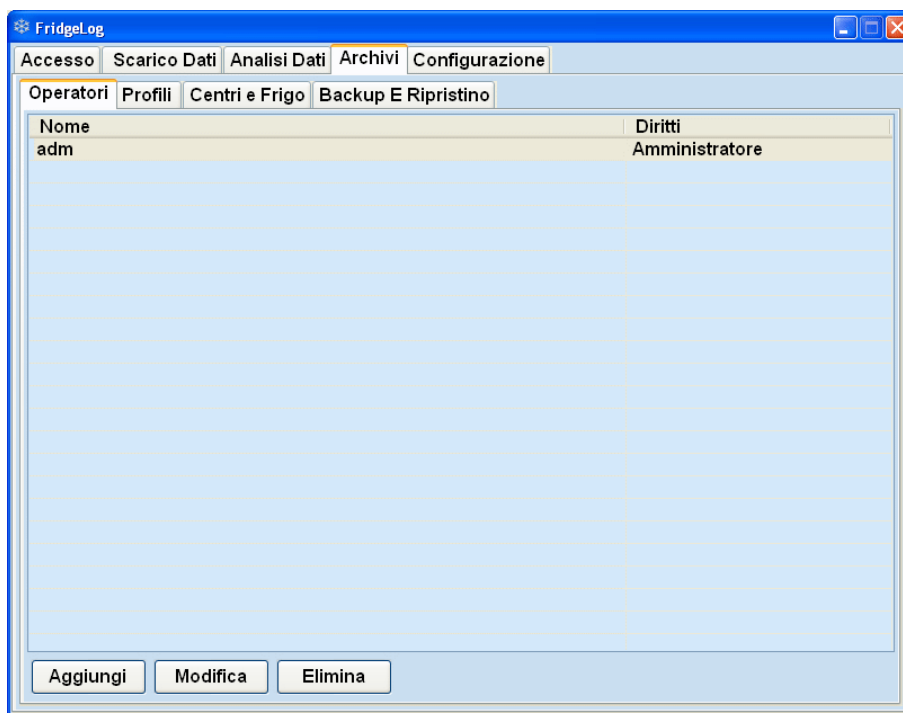 FridgeLog
Accesso Scarico Dati Analisi Dati Archivi Configurazione
Operatori Profili Centri e Frigo Backup E Ripristino
Nome Diritti
adm Amministratore
Aggiungi Modifica Elimina